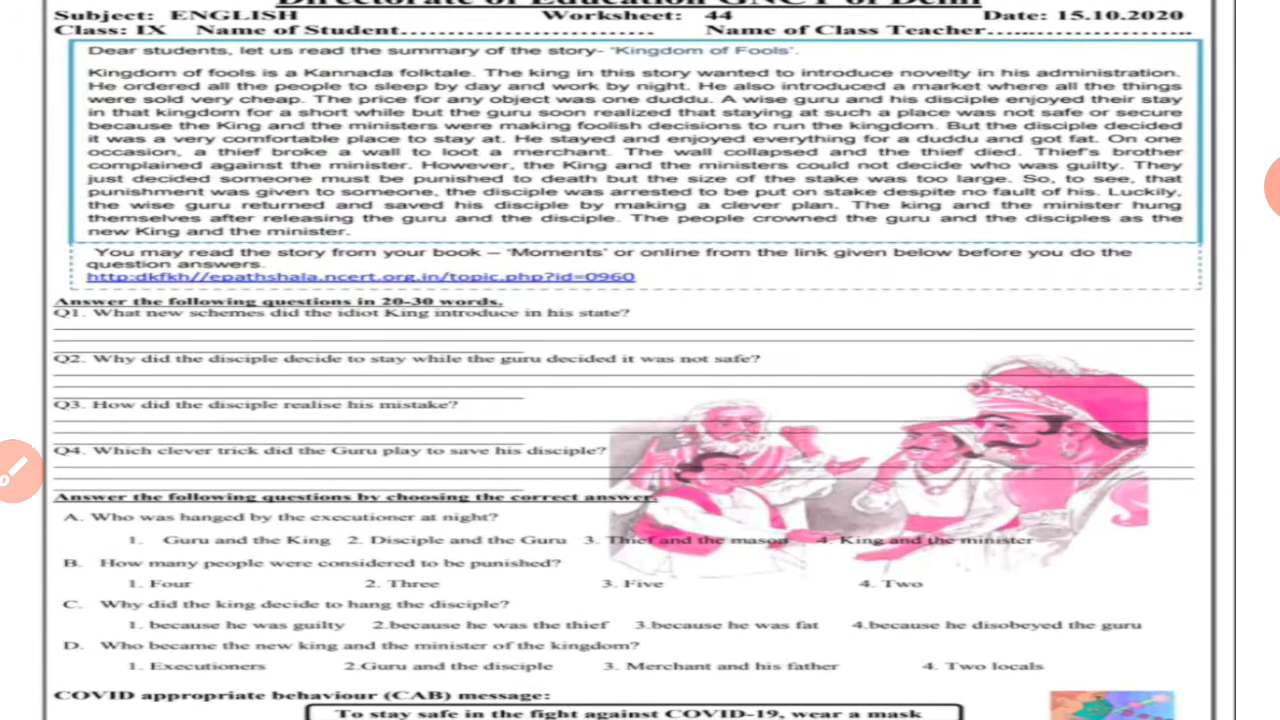 Directorate of Education GNCT of Delhi
Subject: ENGLISH Worksheet: 44 Date: 15.10.2020
Class: IX Name of Student............................ Name of Class Teacher......................
Dear students, let us read the summary of the story- 'Kingdom of Fools'.
Kingdom of fools is a Kannada folktale. The king in this story wanted to introduce novelty in his administration.
He ordered all the people to sleep by day and work by night. He also introduced a market where all the things
were sold very cheap. The price for any object was one duddu. A wise guru and his disciple enjoyed their stay
in that kingdom for a short while but the guru soon realized that staying at such a place was not safe or secure
because the King and the ministers were making foolish decisions to run the kingdom. But the disciple decided
it was a very comfortable place to stay at. He stayed and enjoyed everything for a duddu and got fat. On one
occasion, a thief broke a wall to loot a merchant. The wall collapsed and the thief died. Thief's brother
complained against the minister. However, the King and the ministers could not decide who was guilty. They
just decided someone must be punished to death but the size of the stake was too large. So, to see, that
punishment was given to someone, the disciple was arrested to be put on stake despite no fault of his. Luckily,
the wise guru returned and saved his disciple by making a clever plan. The king and the minister hung
themselves after releasing the guru and the disciple. The people crowned the guru and the disciples as the
new King and the minister.
You may read the story from your book – 'Moments' or online from the link given below before you do the
question answers.
http:dkfkh//epathshala.ncert.org.in/topic.php?id=0960
Answer the following questions in 20-30 words.
Q1. What new schemes did the idiot King introduce in his state?
Q2. Why did the disciple decide to stay while the guru decided it was not safe?
Q3. How did the disciple realise his mistake?
Q4. Which clever trick did the Guru play to save his disciple?
Answer the following questions by choosing the correct answer.
A. Who was hanged by the executioner at night?
1. Guru and the King 2. Disciple and the Guru 3. Thief and the mason 4. King and the minister
B. How many people were considered to be punished?
1. Four 2. Three 3. Five 4. Two
C. Why did the king decide to hang the disciple?
1. because he was guilty 2.because he was the thief 3.because he was fat 4.because he disobeyed the guru
D. Who became the new king and the minister of the kingdom?
1. Executioners 2.Guru and the disciple 3. Merchant and his father 4. Two locals
COVID appropriate behaviour (CAB) message:
To stay safe in the fight against COVID-19, wear a mask